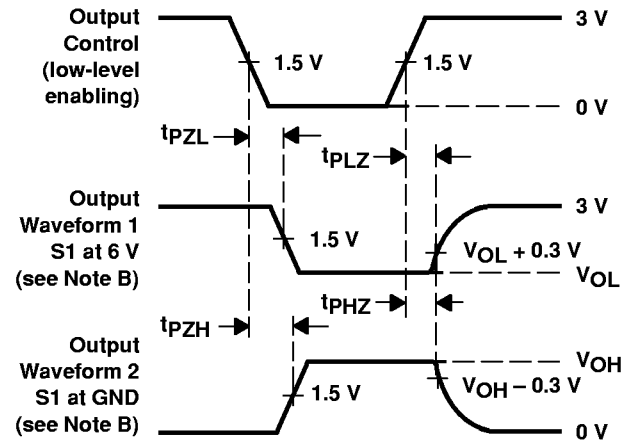 Output
Control
(low-level
enabling)
3 V
1.5 V
1.5 V
0 V
tPZL
tPLZ
Output
Waveform 1
S1 at 6 V
(see Note B)
3 V
1.5 V
VOL + 0.3 V
VOL
tPHZ
tPZH
Output
Waveform 2
S1 at GND
(see Note B)
VOH
1.5 V
VOH – 0.3 V
0 V